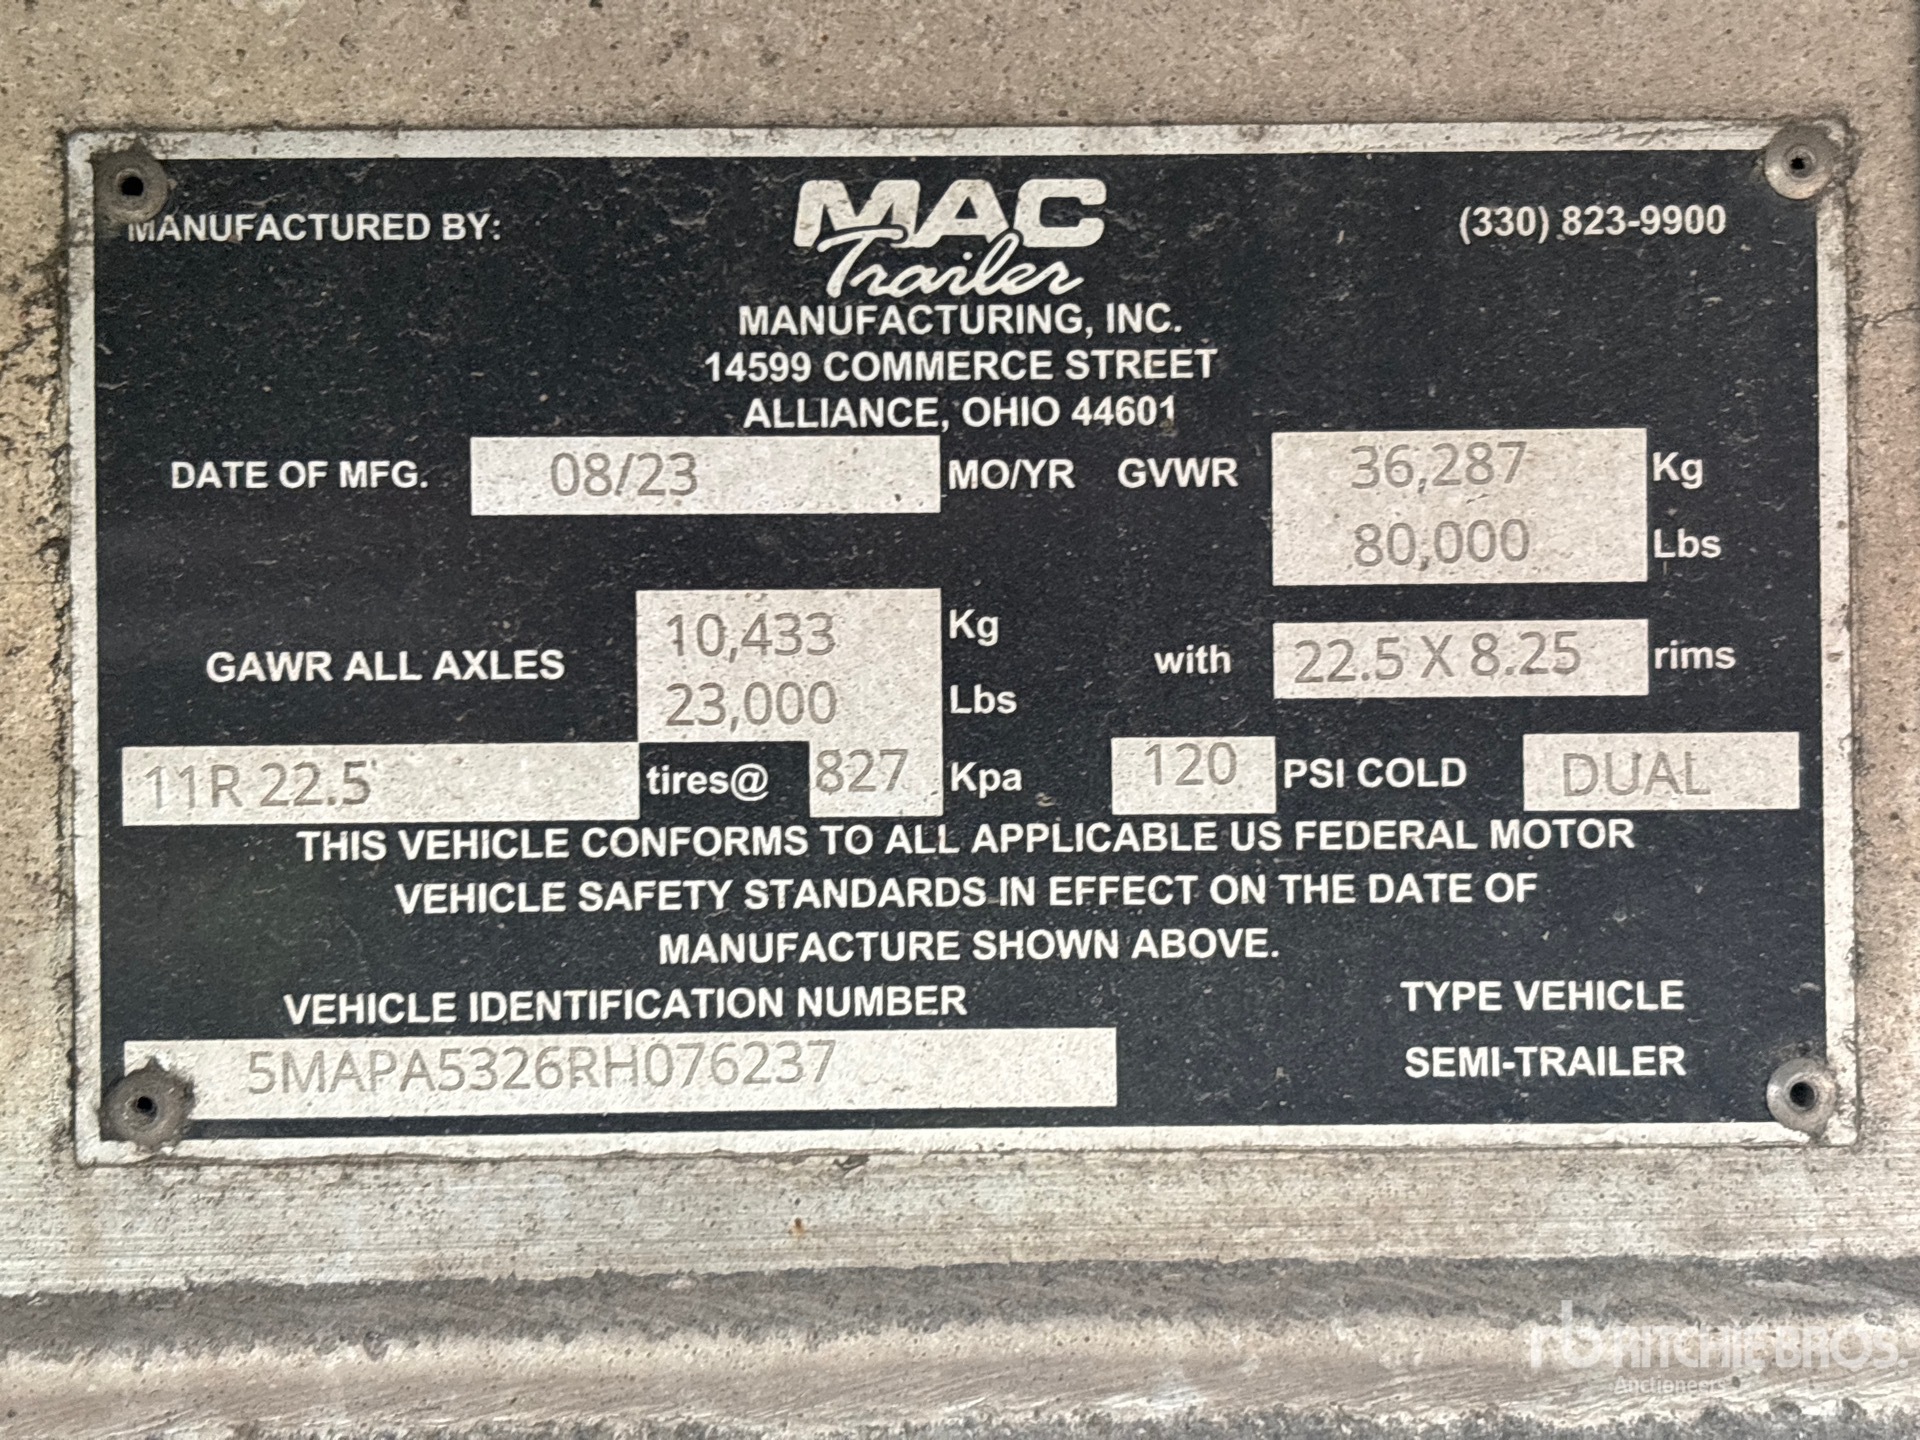 MANUFACTURED BY:
MAC
Trailer
(330) 823-9900
MANUFACTURING, INC.
14599 COMMERCE STREET
ALLIANCE, OHIO 44601
DATE OF MFG. 08/23 MO/YR GVWR 36,287 Kg
80,000 Lbs
GAWR ALL AXLES 10,433 Kg
23,000 Lbs
with 22.5 X 8.25 rims
11R 22.5 tires@ 827 Kpa 120 PSI COLD DUAL
THIS VEHICLE CONFORMS TO ALL APPLICABLE US FEDERAL MOTOR
VEHICLE SAFETY STANDARDS IN EFFECT ON THE DATE OF
MANUFACTURE SHOWN ABOVE.
VEHICLE IDENTIFICATION NUMBER
5MAPA5326RH076237
TYPE VEHICLE
SEMI-TRAILER
rb RITCHIE BROS.
Auctioneers